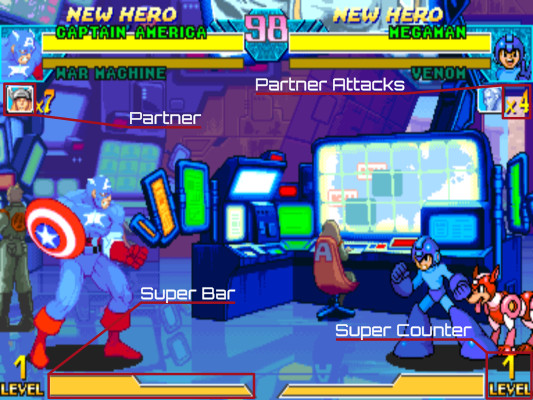 NEW HERO 98 NEW HERO
CAPTAIN AMERICA MEGAMAN
WAR MACHINE VENOM
Partner Attacks
x7 x4
Partner
A
Super Bar
Super Counter
1 1
LEVEL LEVEL